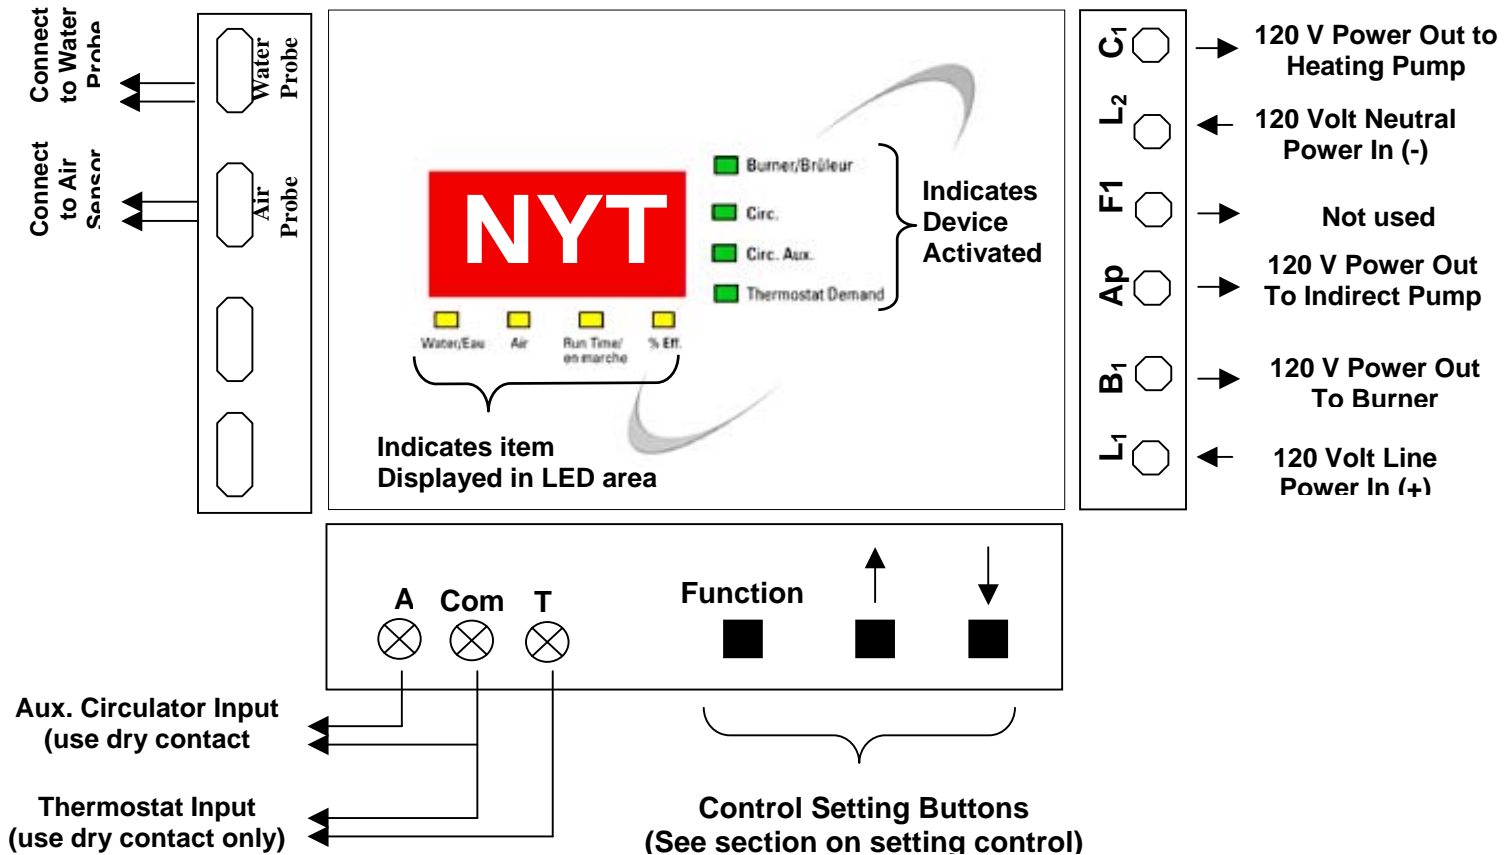 Connect
to Water
Probe
Water
Probe
Connect
to Air
Sensor
Air
Probe
NYT
Burner/Brûleur
Circ.
Circ. Aux.
Thermostat Demand
Indicates
Device
Activated
Water/Eau
Air
Run Time/
en marche
% Eff.
Indicates item
Displayed in LED area
C1
120 V Power Out to
Heating Pump
L2
120 Volt Neutral
Power In (-)
F1
Not used
Ap
120 V Power Out
To Indirect Pump
B1
120 V Power Out
To Burner
L1
120 Volt Line
Power In (+)
A
Com
T
Function
Aux. Circulator Input
(use dry contact
Thermostat Input
(use dry contact only)
Control Setting Buttons
(See section on setting control)